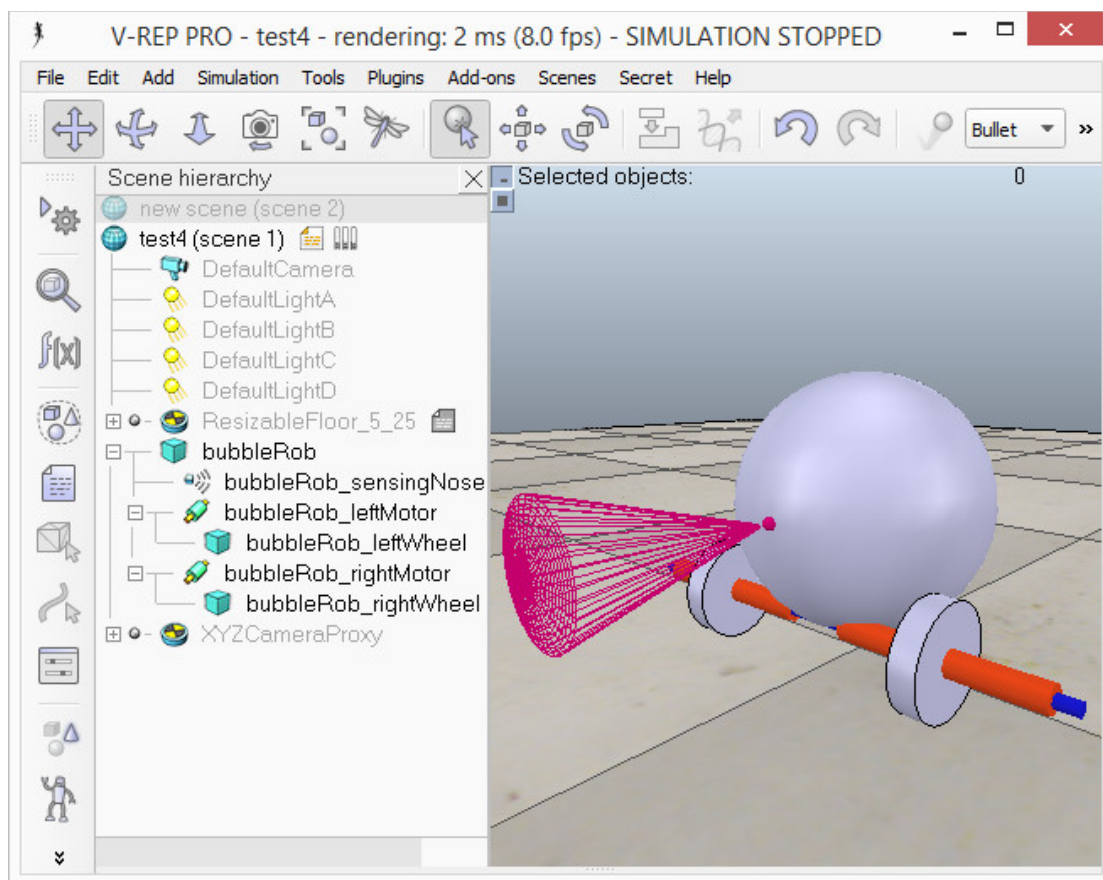 V-REP PRO - test4 - rendering: 2 ms (8.0 fps) - SIMULATION STOPPED
File Edit Add Simulation Tools Plugins Add-ons Scenes Secret Help
Bullet »
Scene hierarchy
Selected objects: 0
new scene (scene 2)
test4 (scene 1)
DefaultCamera
DefaultLightA
DefaultLightB
f(x)
DefaultLightC
DefaultLightD
ResizableFloor_5_25
bubbleRob
bubbleRob_sensingNose
bubbleRob_leftMotor
bubbleRob_leftWheel
bubbleRob_rightMotor
bubbleRob_rightWheel
XYZCameraProxy